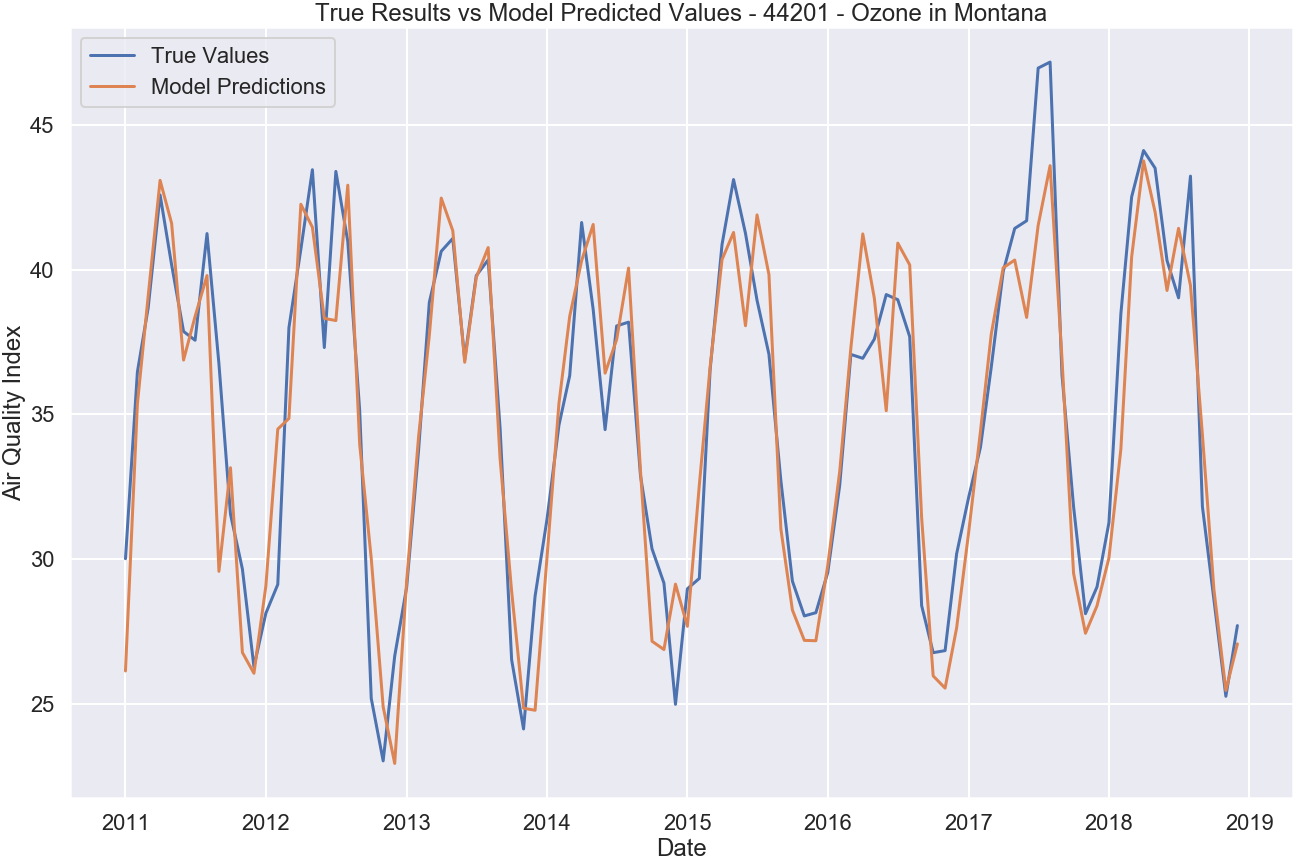 True Results vs Model Predicted Values - 44201 - Ozone in Montana
True Values
Model Predictions
Air Quality Index
45
40
35
30
25
2011 2012 2013 2014 2015 2016 2017 2018 2019
Date